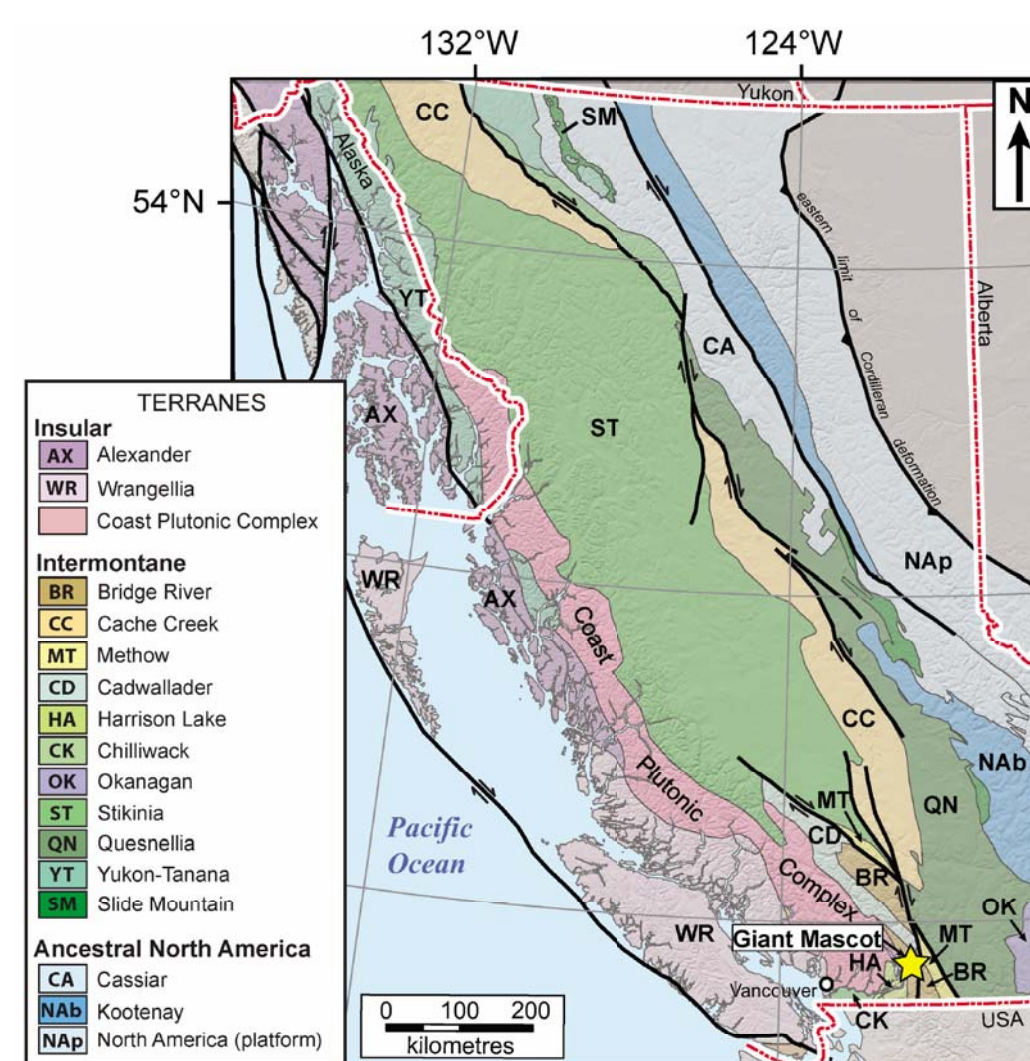 132°W
124°W
Yukon
N
CC
SM
Alaska
54°N
eastern
limit
of
Cordilleran
deformation
Alberta
YT
CA
AX
ST
TERRANES
Insular
AX Alexander
WR Wrangellia
Coast Plutonic Complex
Intermontane
BR Bridge River
CC Cache Creek
MT Methow
CD Cadwallader
HA Harrison Lake
CK Chilliwack
OK Okanagan
ST Stikinia
QN Quesnellia
YT Yukon-Tanana
SM Slide Mountain
Ancestral North America
CA Cassiar
NAb Kootenay
NAp North America (platform)
NAp
WR
AX
Coast
CC
NAb
Plutonic
MT
QN
Pacific
Ocean
CD
BR
Complex
OK
WR
Giant Mascot
MT
HA
BR
Vancouver
CK
USA
0 100 200
kilometres